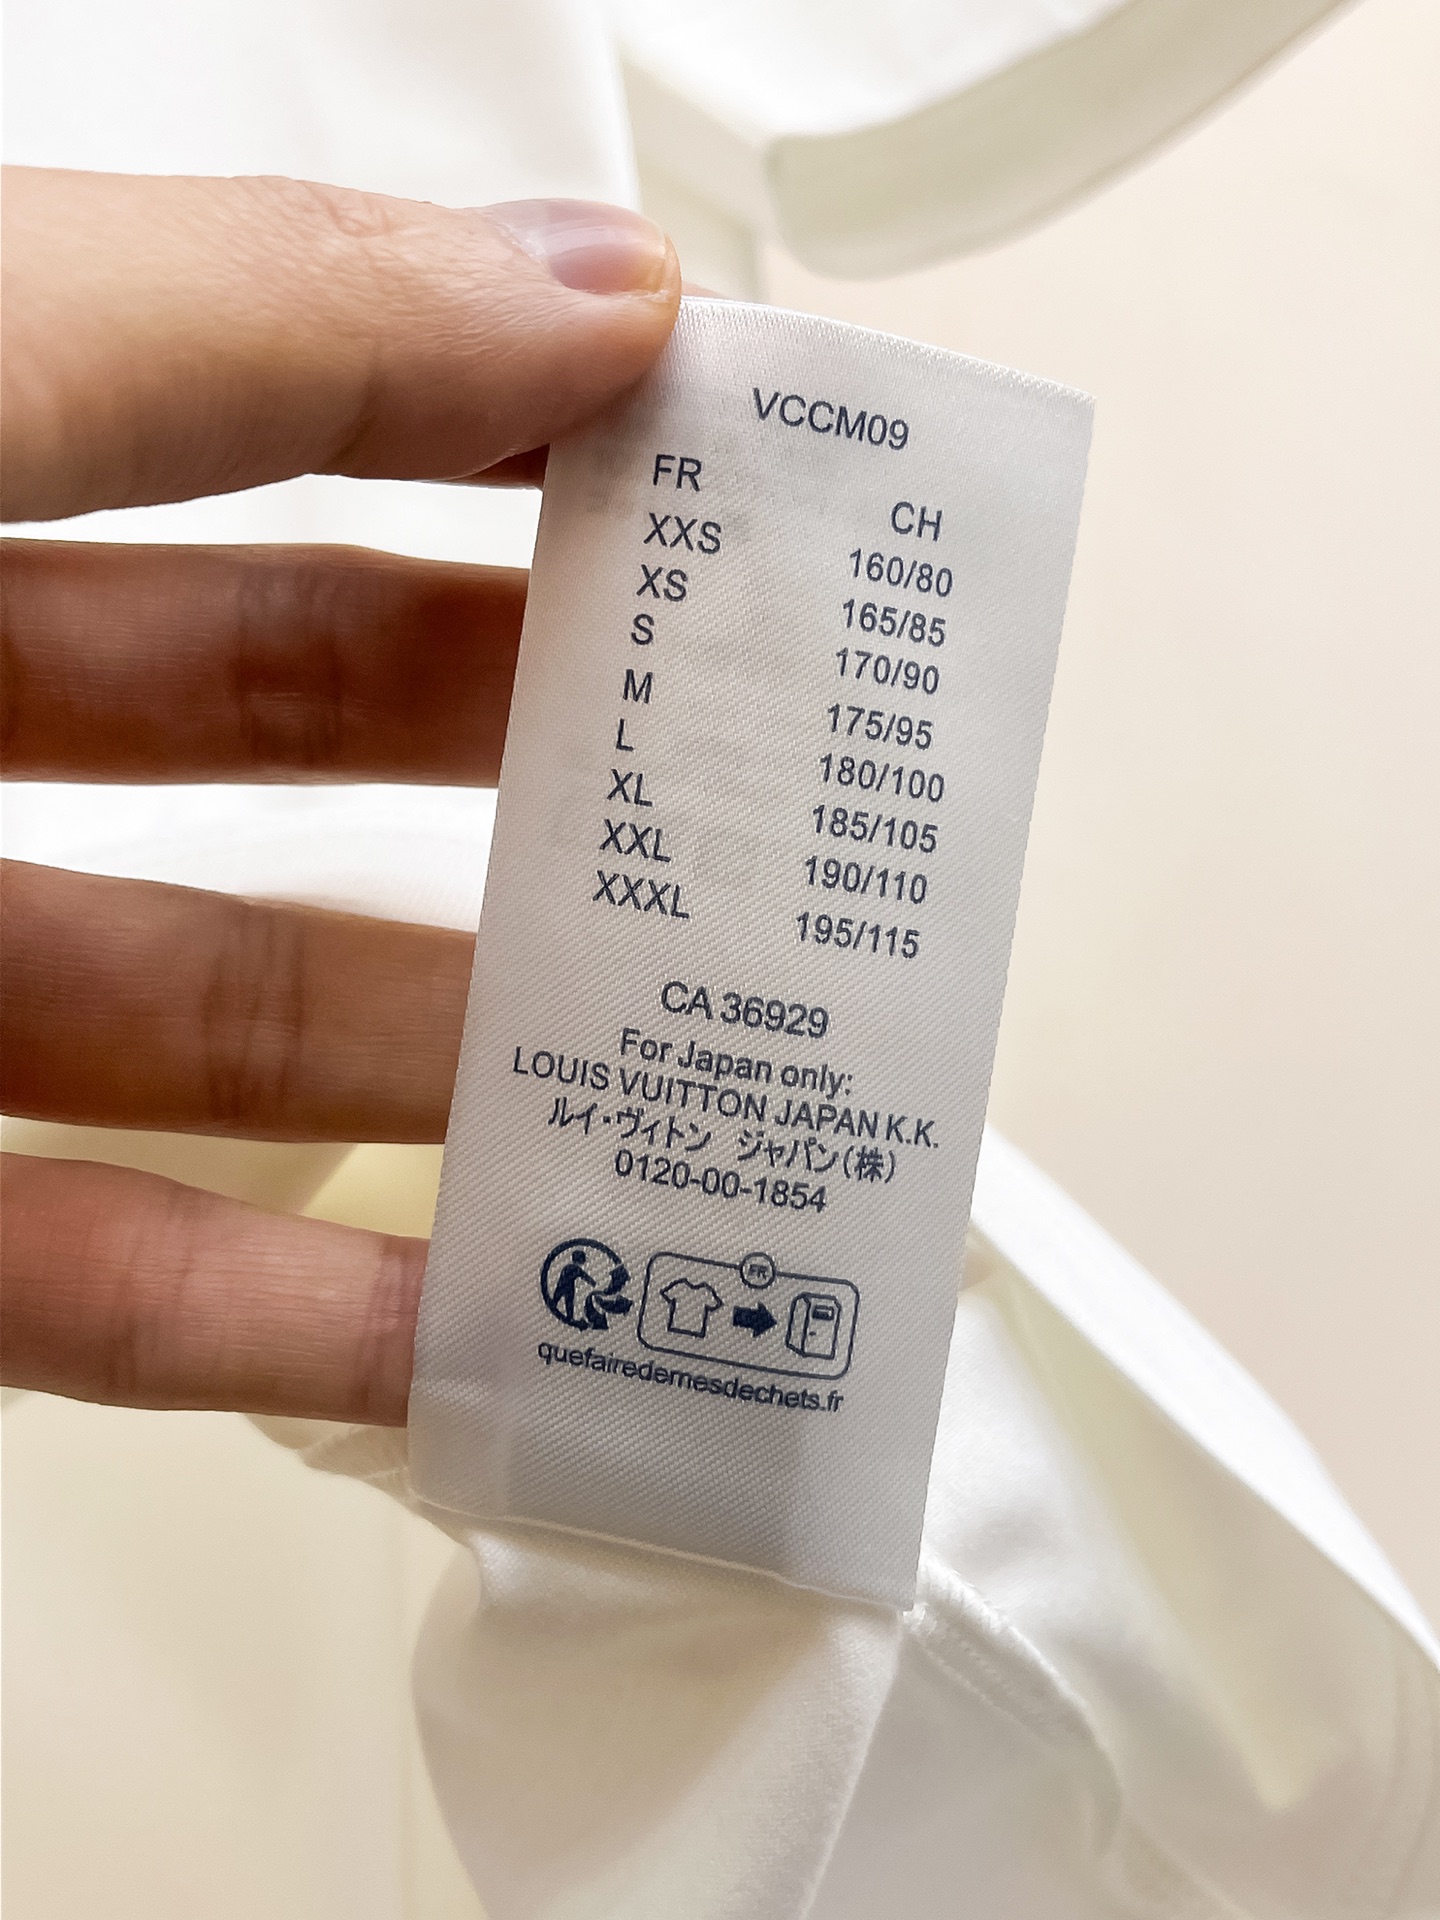 VCCM09
FR CH
XXS 160/80
XS 165/85
S 170/90
M 175/95
L 180/100
XL 185/105
XXL 190/110
XXXL 195/115
CA 36929
For Japan only:
LOUIS VUITTON JAPAN K.K.
ルイ・ヴィトン ジャパン(株)
0120-00-1854
FR
quefairedemesdechets.fr